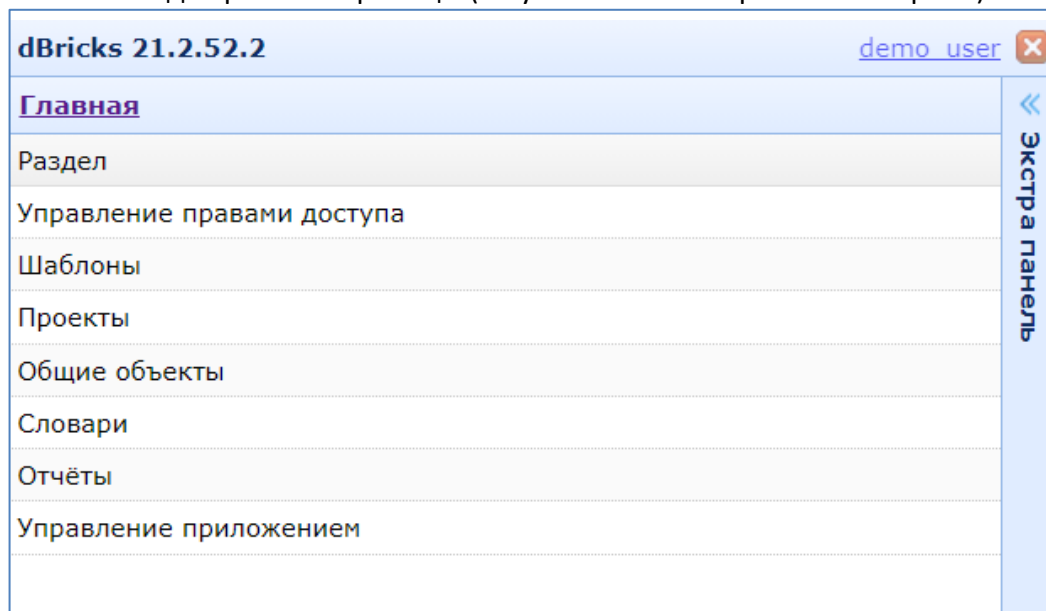 dBricks 21.2.52.2 demo_user
Главная
Раздел
Управление правами доступа
Шаблоны
Проекты
Общие объекты
Словари
Отчёты
Управление приложением
Экстра панель